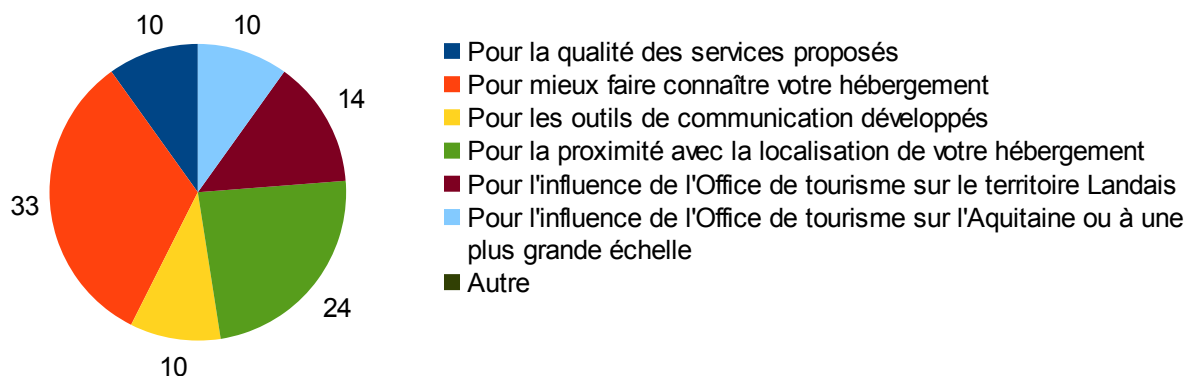 10
10
14
33
24
10
Pour la qualité des services proposés
Pour mieux faire connaître votre hébergement
Pour les outils de communication développés
Pour la proximité avec la localisation de votre hébergement
Pour l'influence de l'Office de tourisme sur le territoire Landais
Pour l'influence de l'Office de tourisme sur l'Aquitaine ou à une
plus grande échelle
Autre